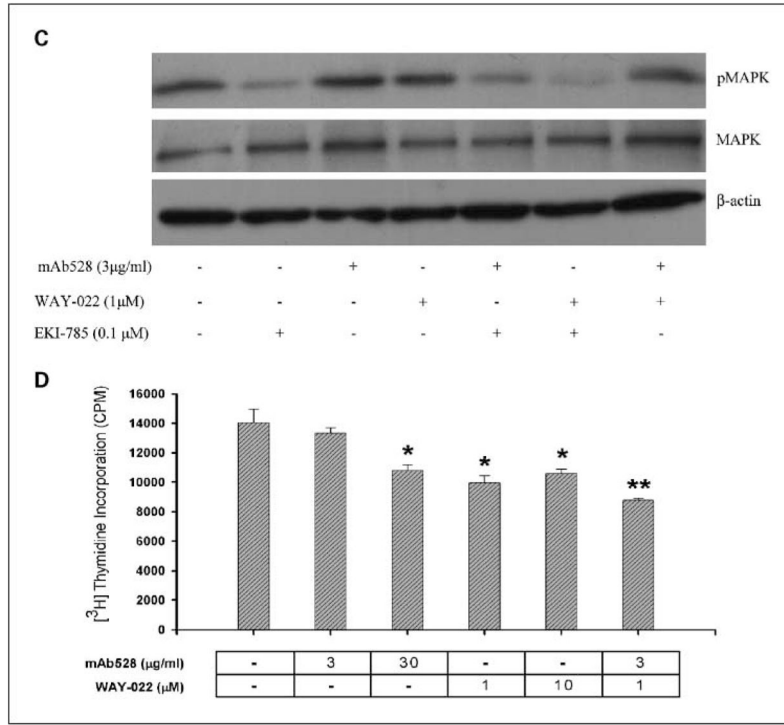 C
pMAPK
MAPK
β-actin
mAb528 (3μg/ml) - - + - + - +
WAY-022 (1μM) - - - + - + +
EKI-785 (0.1 μM) - + - - + + -
D
[³H] Thymidine Incorporation (CPM)
16000
14000
12000
10000
8000
6000
4000
2000
0
* * * **
mAb528 (μg/ml) - 3 30 - - 3
WAY-022 (μM) - - - 1 10 1